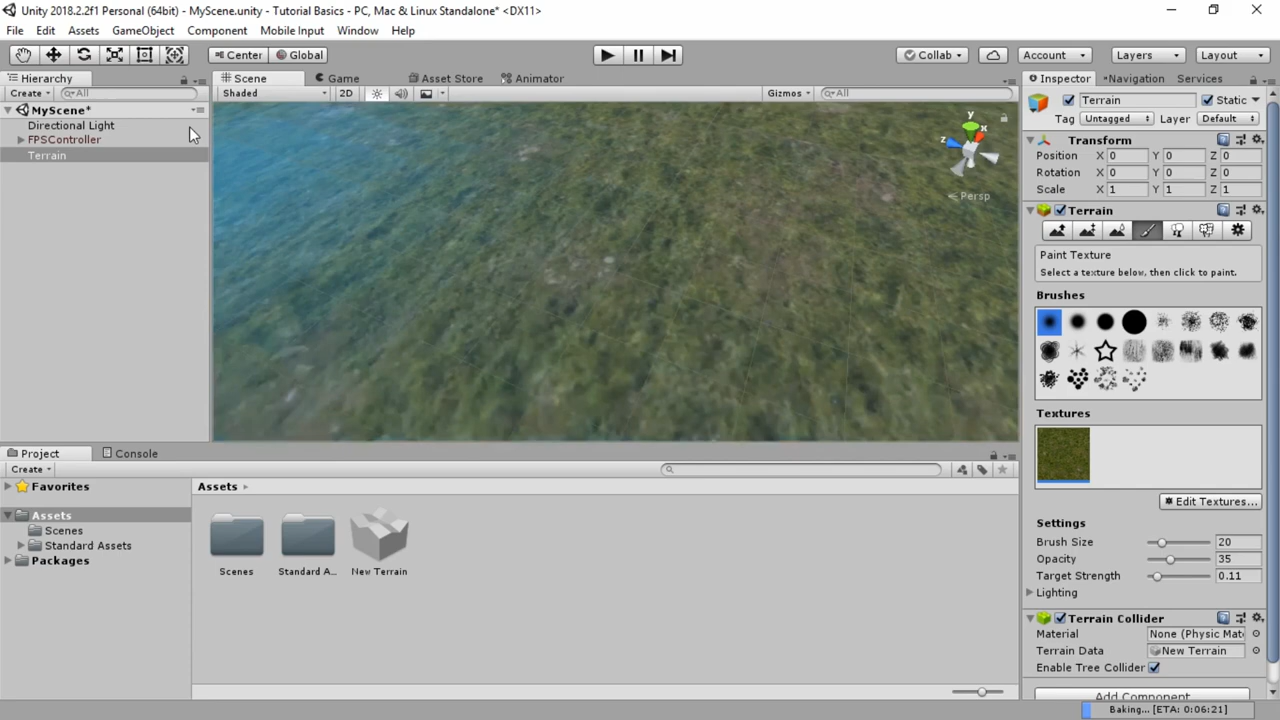 Unity 2018.2.2f1 Personal (64bit) - MyScene.unity - Tutorial Basics - PC, Mac & Linux Standalone* <DX11>
File Edit Assets GameObject Component Mobile Input Window Help
Center Global Collab Account Layers Layout
Hierarchy Scene Game Asset Store Animator Inspector Navigation Services
Create All Shaded 2D Gizmos All
MyScene*
Directional Light
FPSController
Terrain
y
x
z
Persp
Terrain Static
Tag Untagged Layer Default
Transform
Position X 0 Y 0 Z 0
Rotation X 0 Y 0 Z 0
Scale X 1 Y 1 Z 1
Terrain
Paint Texture
Select a texture below, then click to paint.
Brushes
Textures
Edit Textures...
Settings
Brush Size 20
Opacity 35
Target Strength 0.11
Lighting
Terrain Collider
Material None (Physic Mate
Terrain Data New Terrain
Enable Tree Collider
Add Component
Project Console
Create
Favorites
Assets
Scenes
Standard Assets
Packages
Assets
Scenes Standard A... New Terrain
Baking... [ETA: 0:06:21]